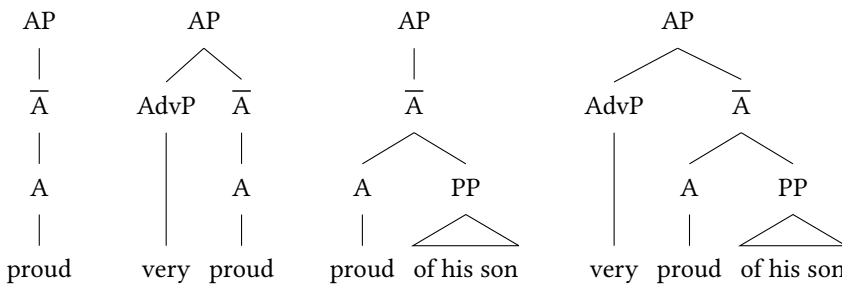 AP AP AP AP
A̅ AdvP A̅ A̅ AdvP A̅
A A A PP A PP
proud very proud proud of his son very proud of his son